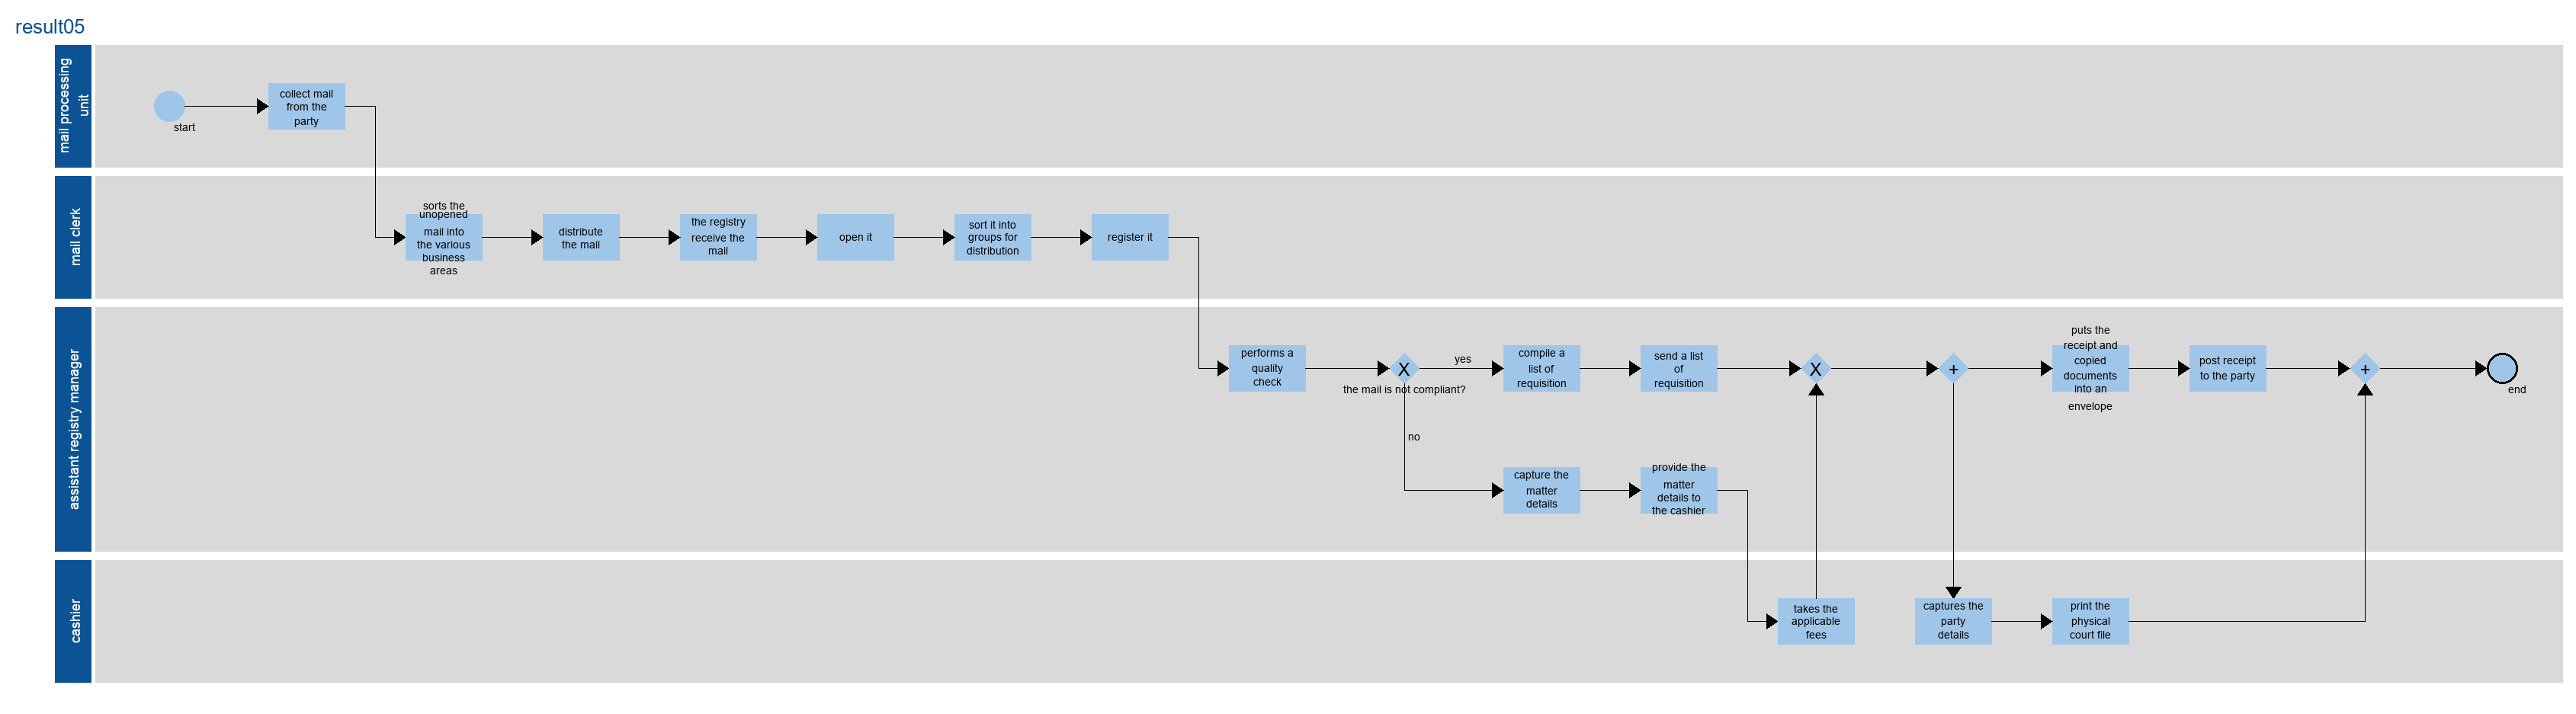 result05
mail processing
unit
start
collect mail
from the
party
mail clerk
sorts the
unopened
mail into
the various
business
areas
distribute
the mail
the registry
receive the
mail
open it
sort it into
groups for
distribution
register it
assistant registry manager
performs a
quality
check
X
the mail is not compliant?
yes
no
compile a
list of
requisition
send a list
of
requisition
capture the
matter
details
provide the
matter
details to
the cashier
X
+
puts the
receipt and
copied
documents
into an
envelope
post receipt
to the party
+
end
cashier
takes the
applicable
fees
captures the
party
details
print the
physical
court file